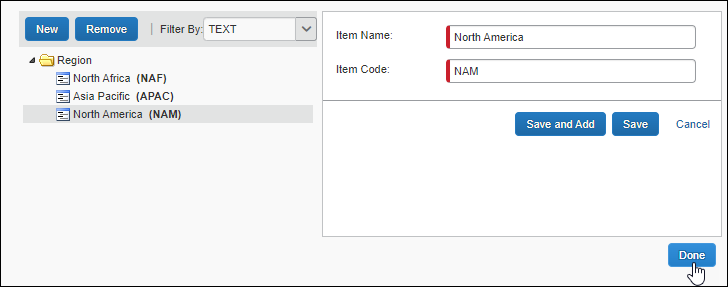 New Remove Filter By: TEXT
Region
North Africa (NAF)
Asia Pacific (APAC)
North America (NAM)
Item Name: North America
Item Code: NAM
Save and Add Save Cancel
Done